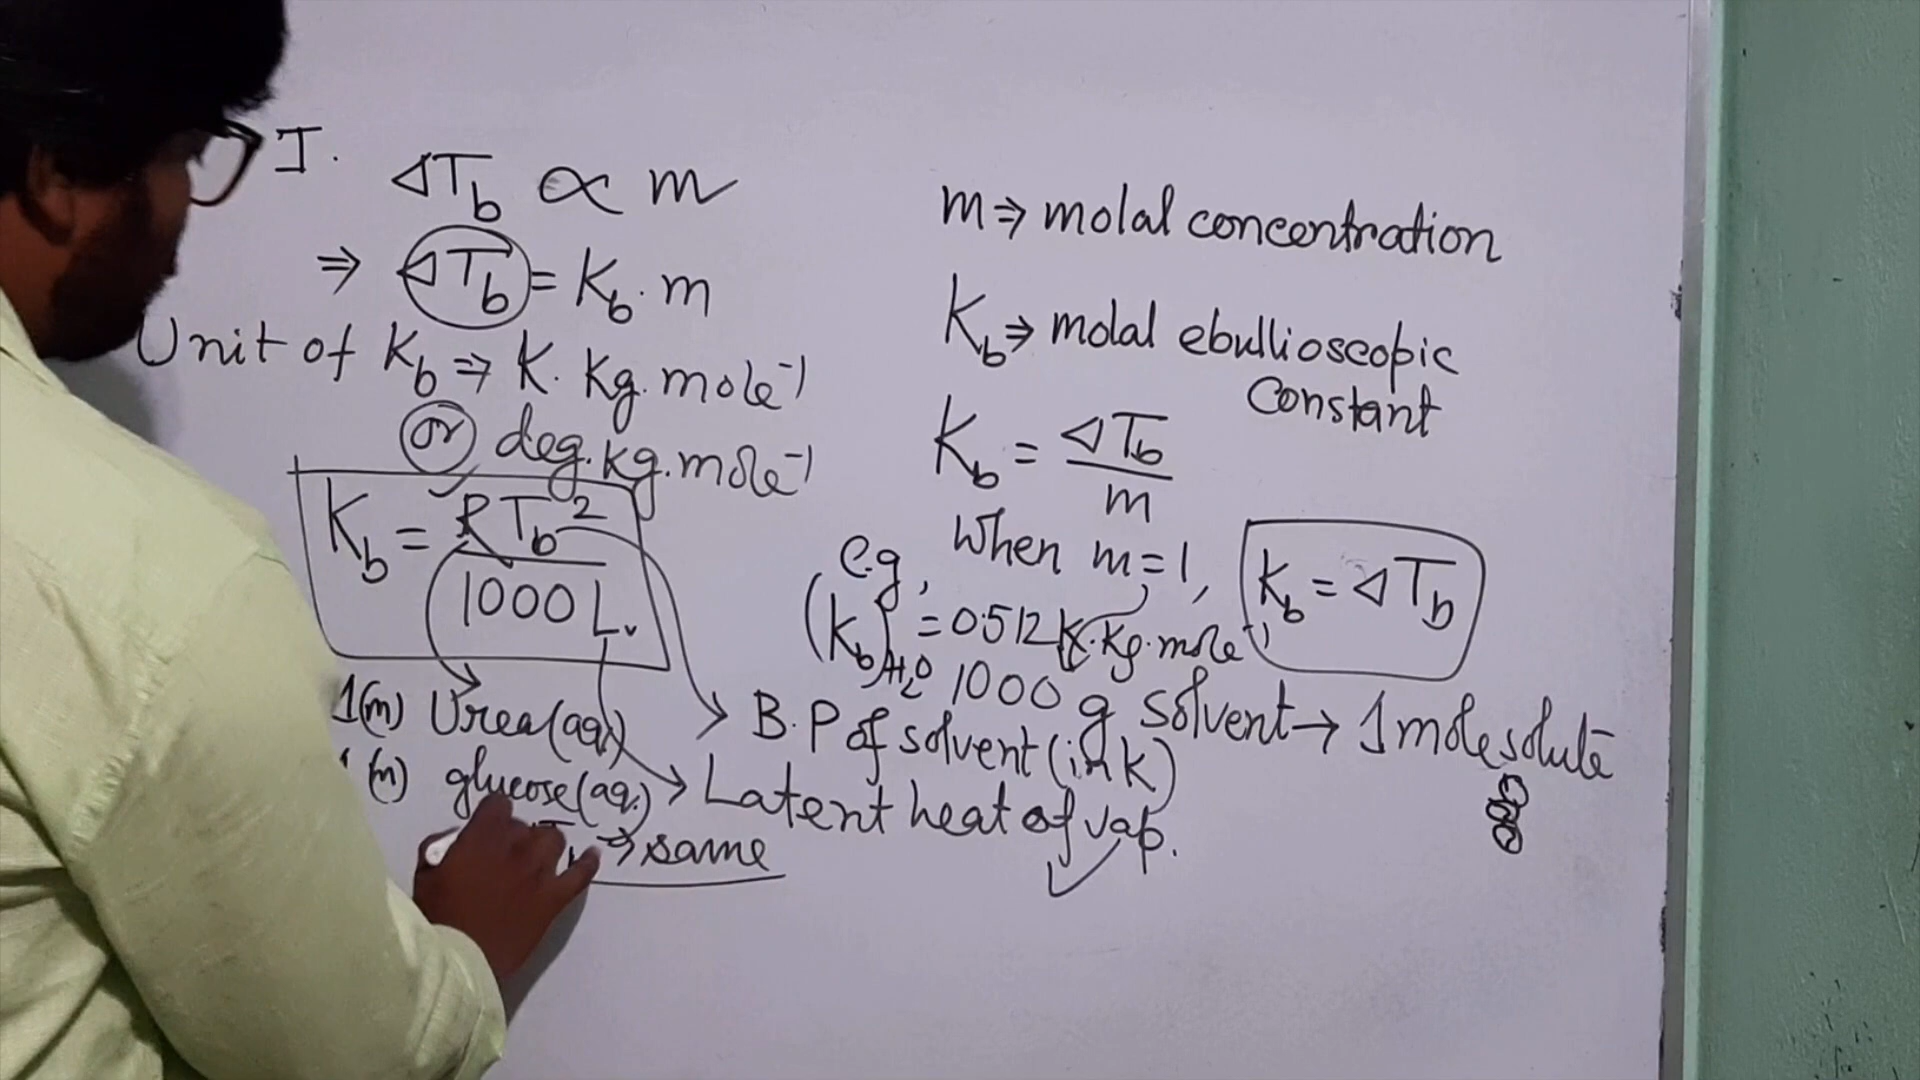 I.
ΔT_b ∝ m
⇒ ΔT_b = K_b. m
Unit of K_b ⇒ K. Kg. mole⁻¹
or deg. kg. mole⁻¹
K_b = RT_b² / 1000 L_v
1(m) Urea(aq.)
(m) glucose(aq.)
⇒ same
m ⇒ molal concentration
K_b ⇒ molal ebullioscopic
constant
K_b = ΔT_b / m
When m=1, K_b = ΔT_b
e.g, (K_b)H₂O = 0.512 K.Kg.mole⁻¹
1000 g solvent → 1 mole solute
B.P of solvent (in K)
Latent heat of vap.